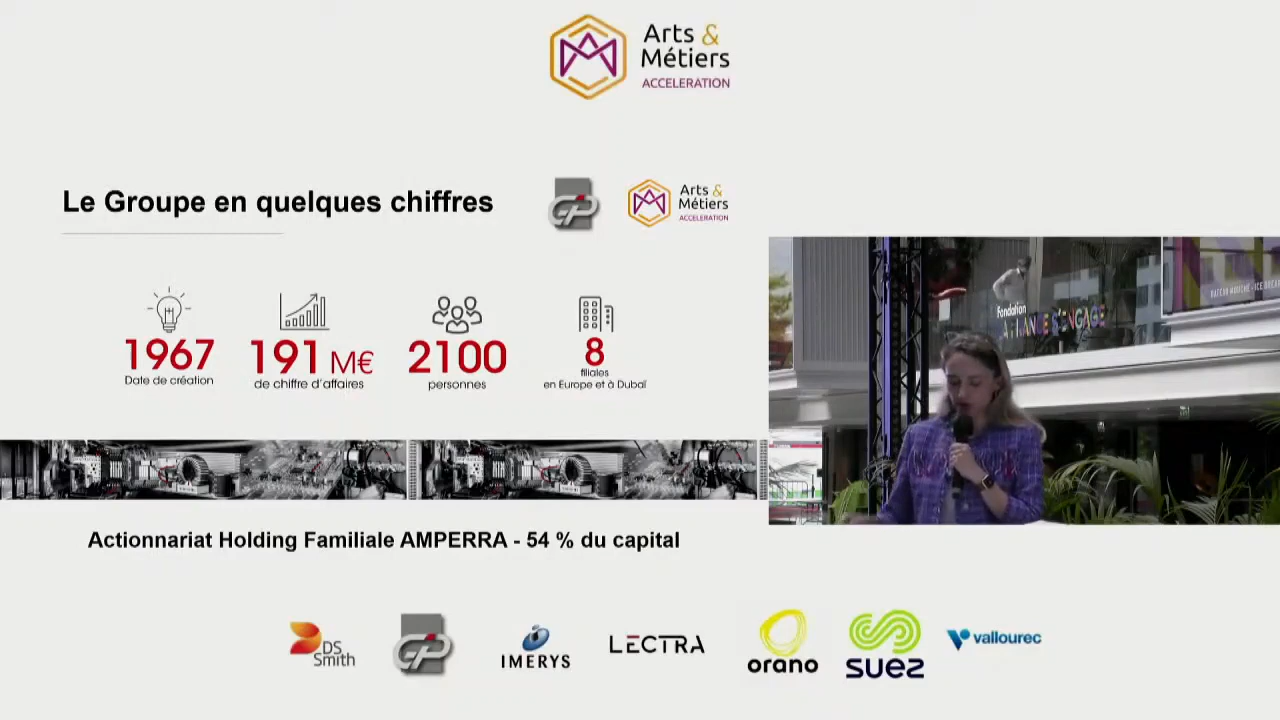 Arts &
Métiers
ACCELERATION
Le Groupe en quelques chiffres
Arts &
Métiers
ACCELERATION
1967
Date de création
191 M€
de chiffre d'affaires
2100
personnes
8
filiales
en Europe et à Dubaï
Fondation
S'ENGAGE
Actionnariat Holding Familiale AMPERRA - 54 % du capital
DS
Smith
IMERYS
LECTRA
orano
suez
vallourec